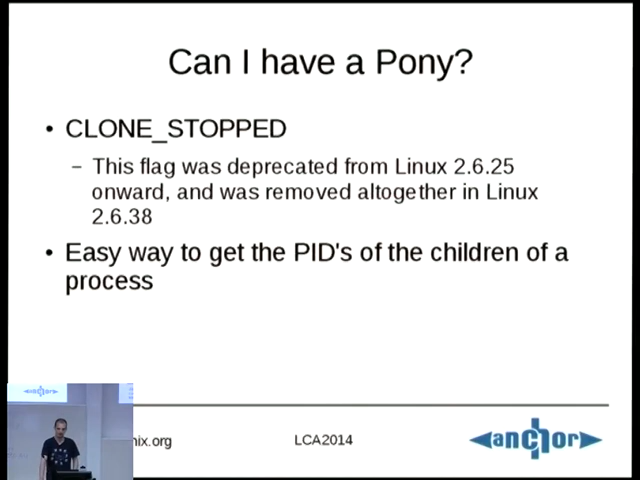 Can I have a Pony?
• CLONE_STOPPED
– This flag was deprecated from Linux 2.6.25
onward, and was removed altogether in Linux
2.6.38
• Easy way to get the PID's of the children of a
process
nix.org
LCA2014
anchor